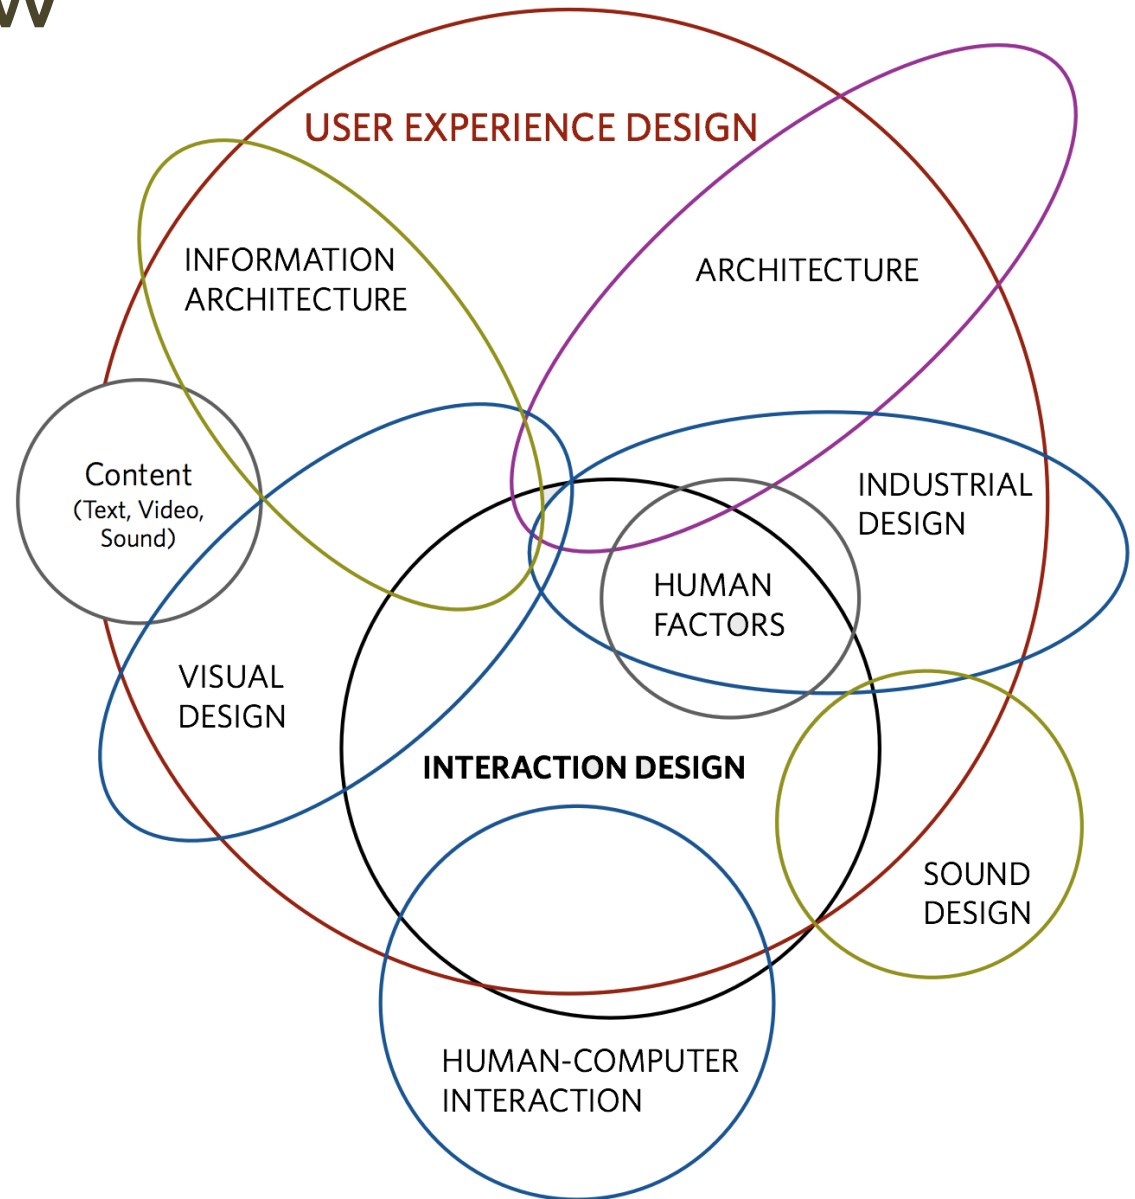 W
USER EXPERIENCE DESIGN
INFORMATION
ARCHITECTURE
ARCHITECTURE
Content
(Text, Video,
Sound)
INDUSTRIAL
DESIGN
HUMAN
FACTORS
VISUAL
DESIGN
INTERACTION DESIGN
SOUND
DESIGN
HUMAN-COMPUTER
INTERACTION